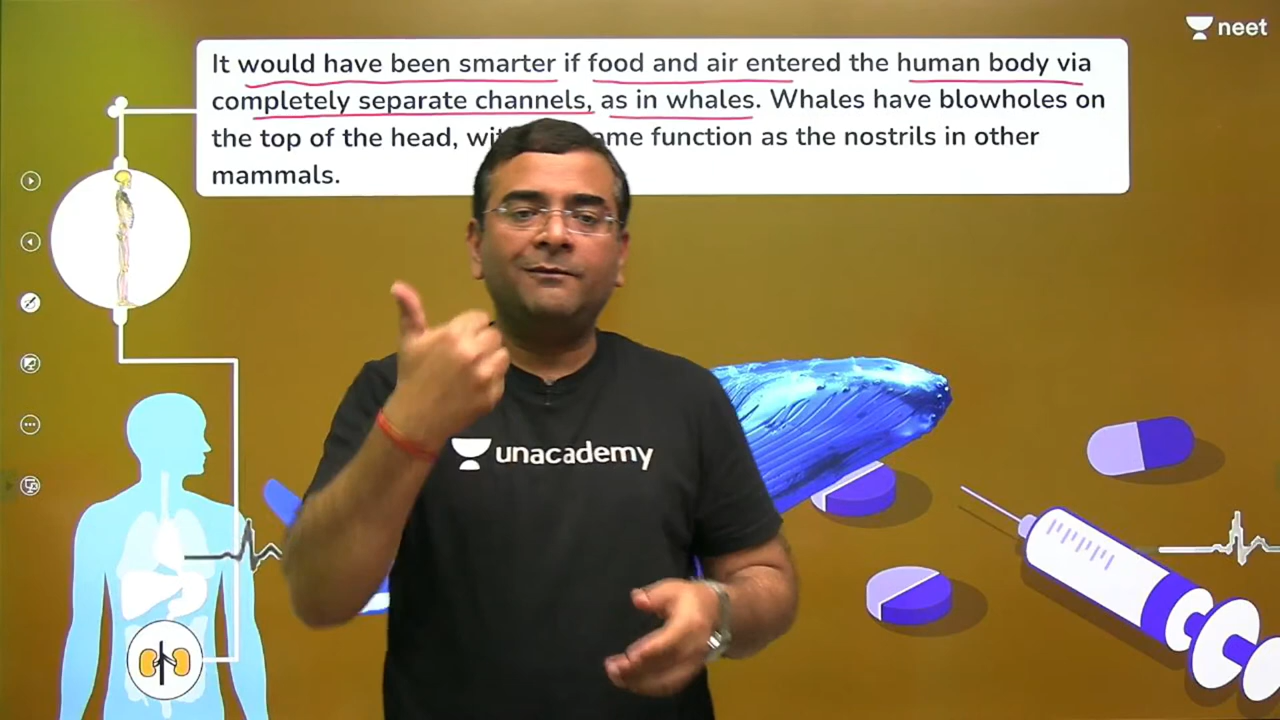 neet
It would have been smarter if food and air entered the human body via
completely separate channels, as in whales. Whales have blowholes on
the top of the head, function as the nostrils in other
mammals.
unacademy